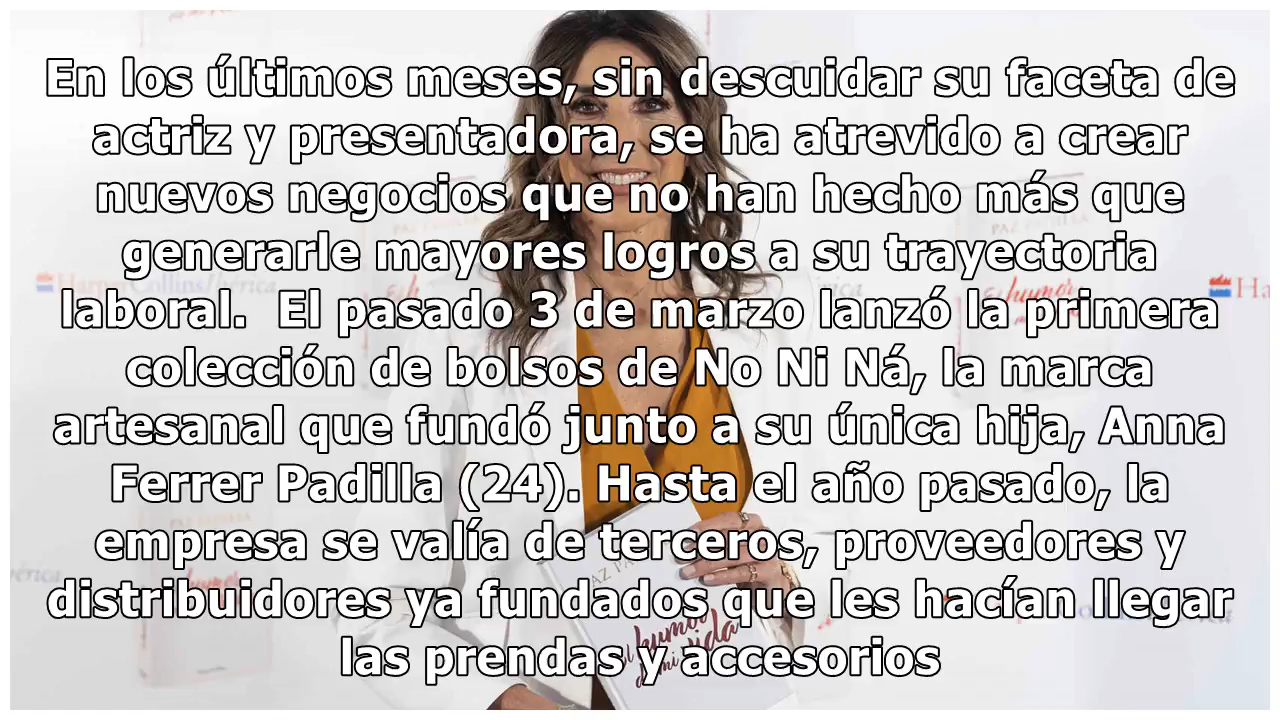 En los últimos meses, sin descuidar su faceta de
actriz y presentadora, se ha atrevido a crear
nuevos negocios que no han hecho más que
generarle mayores logros a su trayectoria
laboral.  El pasado 3 de marzo lanzó la primera
colección de bolsos de No Ni Ná, la marca
artesanal que fundó junto a su única hija, Anna
Ferrer Padilla (24). Hasta el año pasado, la
empresa se valía de terceros, proveedores y
distribuidores ya fundados que les hacían llegar
las prendas y accesorios
HarperCollins Ibérica
humor